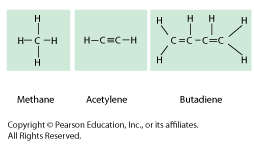 H
H–C–H
H
H–C≡C–H
H H H H
C=C–C=C
H H
Methane Acetylene Butadiene
Copyright © Pearson Education, Inc., or its affiliates.
All Rights Reserved.